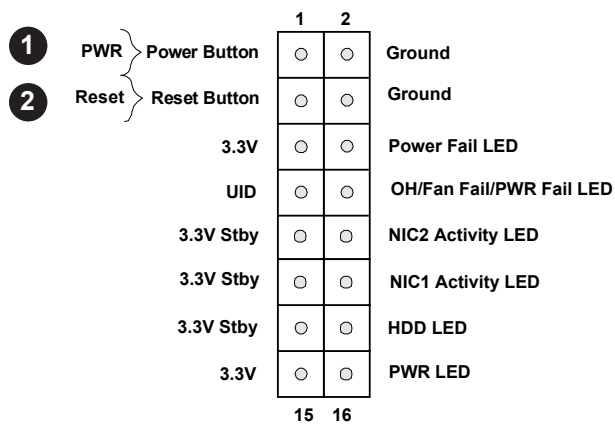 1 2
1 PWR Power Button Ground
2 Reset Reset Button Ground
3.3V Power Fail LED
UID OH/Fan Fail/PWR Fail LED
3.3V Stby NIC2 Activity LED
3.3V Stby NIC1 Activity LED
3.3V Stby HDD LED
3.3V PWR LED
15 16